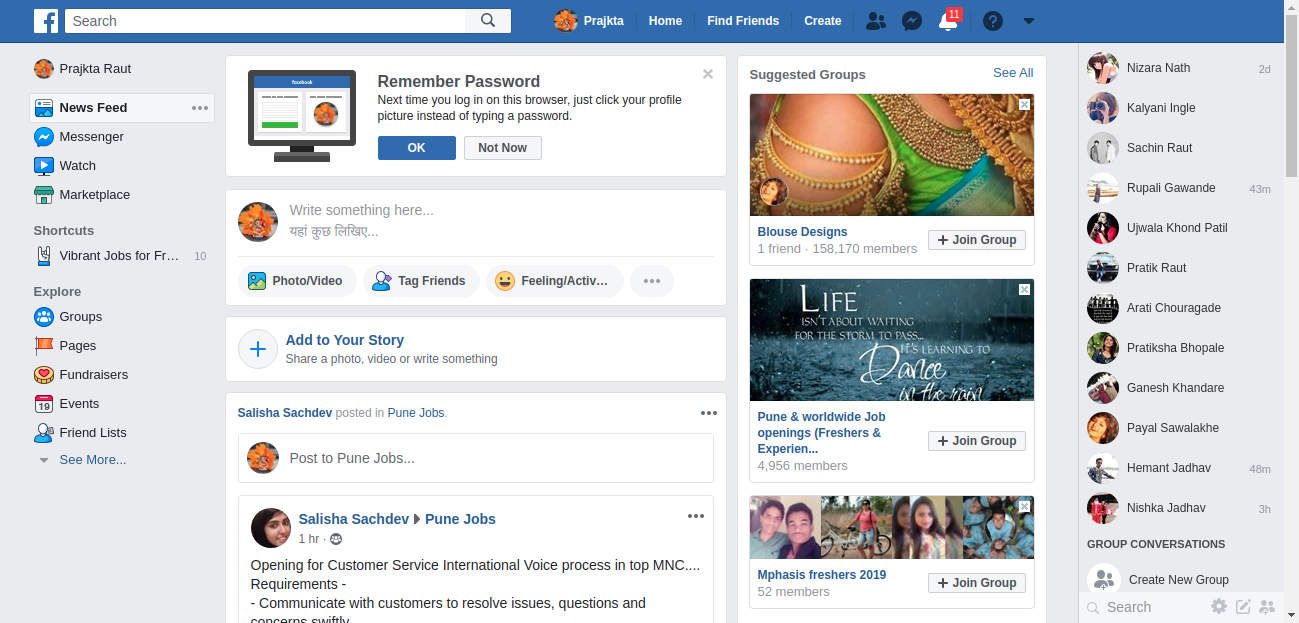 Search
Prajkta
Home
Find Friends
Create
11
Prajkta Raut
News Feed
Messenger
Watch
Marketplace
Shortcuts
Vibrant Jobs for Fr...
10
Explore
Groups
Pages
Fundraisers
19
Events
Friend Lists
See More...
facebook
Remember Password
Next time you log in on this browser, just click your profile
picture instead of typing a password.
OK
Not Now
Write something here...
यहां कुछ लिखिए...
Photo/Video
Tag Friends
Feeling/Activ...
Add to Your Story
Share a photo, video or write something
Salisha Sachdev posted in Pune Jobs.
Post to Pune Jobs...
Salisha Sachdev Pune Jobs
1 hr ·
Opening for Customer Service International Voice process in top MNC....
Requirements -
- Communicate with customers to resolve issues, questions and
concerns swiftly
Suggested Groups
See All
Blouse Designs
1 friend · 158,170 members
Join Group
LIFE
ISN'T ABOUT WAITING
FOR THE STORM TO PASS...
IT'S LEARNING TO
Dance
in the rain
Pune & worldwide Job
openings (Freshers &
Experien...
4,956 members
Join Group
Mphasis freshers 2019
52 members
Join Group
Nizara Nath
2d
Kalyani Ingle
Sachin Raut
Rupali Gawande
43m
Ujwala Khond Patil
Pratik Raut
Arati Chouragade
Pratiksha Bhopale
Ganesh Khandare
Payal Sawalakhe
Hemant Jadhav
48m
Nishka Jadhav
3h
GROUP CONVERSATIONS
Create New Group
Search